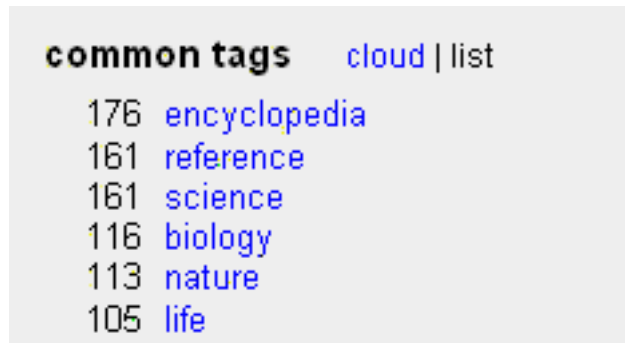 common tags cloud | list
176 encyclopedia
161 reference
161 science
116 biology
113 nature
105 life